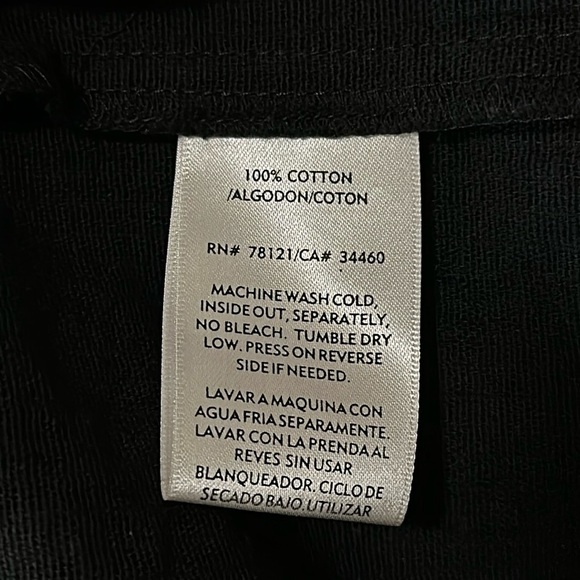 100% COTTON
/ALGODON/COTON
RN# 78121/CA# 34460
MACHINE WASH COLD,
INSIDE OUT, SEPARATELY,
NO BLEACH. TUMBLE DRY
LOW. PRESS ON REVERSE
SIDE IF NEEDED.
LAVAR A MAQUINA CON
AGUA FRIA SEPARAMENTE.
LAVAR CON LA PRENDA AL
REVES SIN USAR
BLANQUEADOR. CICLO DE
SECADO BAJO. UTILIZAR